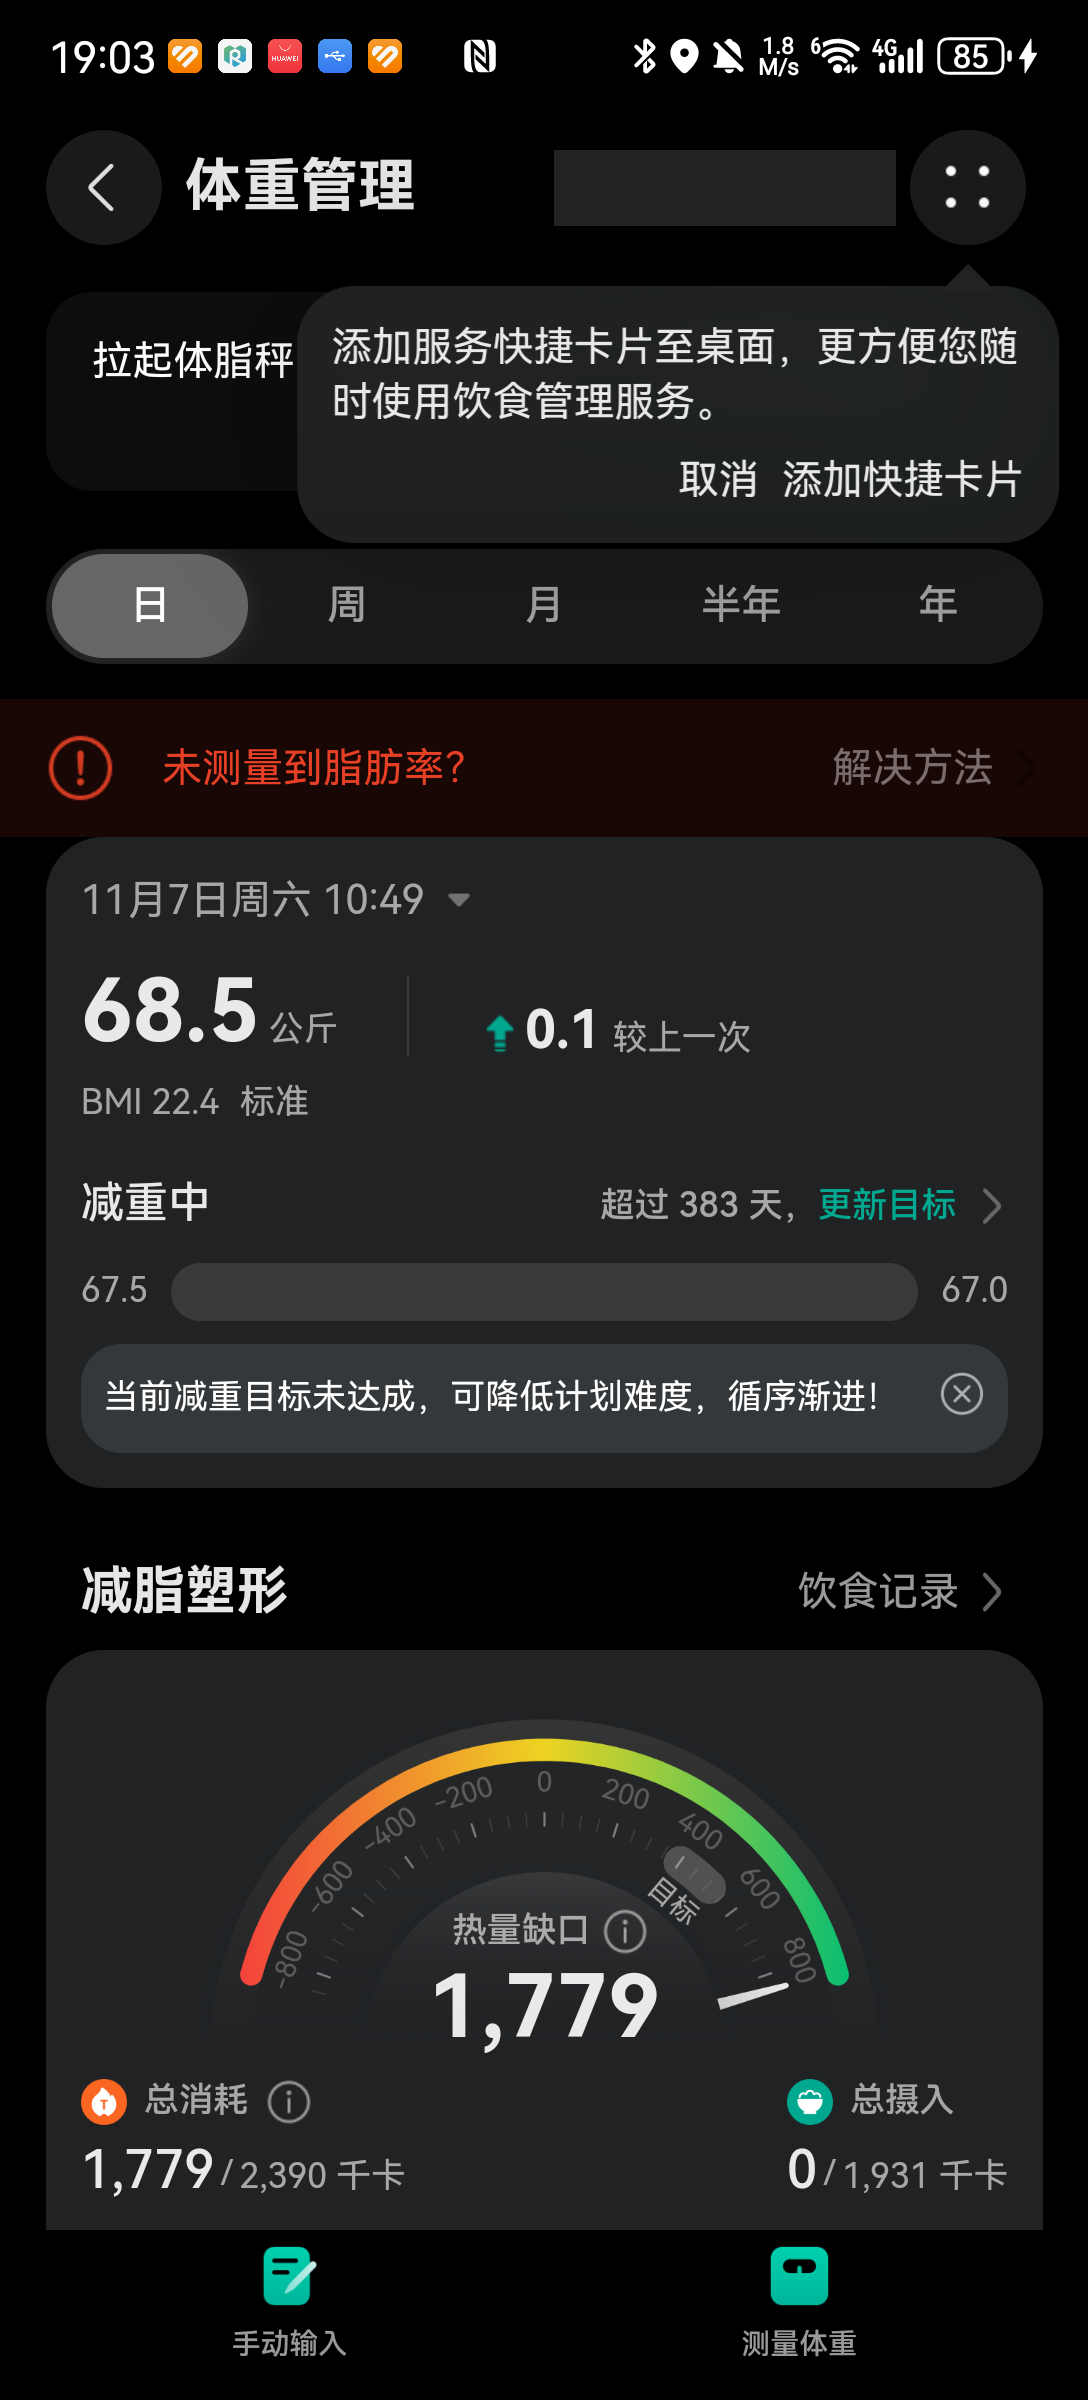 19:03
HUAWEI
1.8 M/s 6 4G 85
体重管理
添加服务快捷卡片至桌面，更方便您随
时使用饮食管理服务。
取消 添加快捷卡片
拉起体脂秤
日 周 月 半年 年
未测量到脂肪率？ 解决方法
11月7日周六 10:49
68.5 公斤 0.1 较上一次
BMI 22.4 标准
减重中 超过 383 天，更新目标
67.5 67.0
当前减重目标未达成，可降低计划难度，循序渐进！
减脂塑形 饮食记录
-800 -600 -400 -200 0 200 400 600 800
目标
热量缺口
1,779
总消耗 总摄入
1,779 / 2,390 千卡 0 / 1,931 千卡
手动输入 测量体重